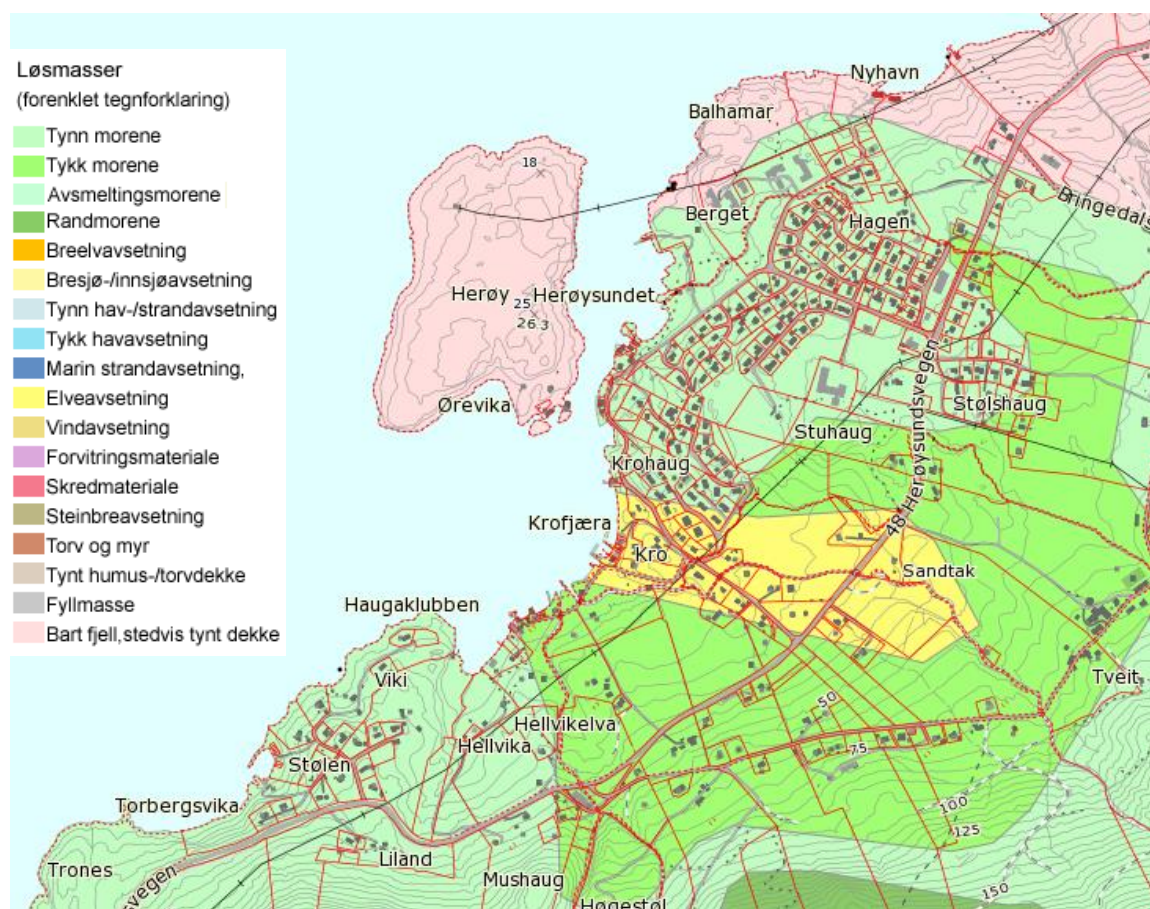 Løsmasser
(forenklet tegnforklaring)
Tynn morene
Tykk morene
Avsmeltingsmorene
Randmorene
Breelvavsetning
Bresjø-/innsjøavsetning
Tynn hav-/strandavsetning
Tykk havavsetning
Marin strandavsetning,
Elveavsetning
Vindavsetning
Forvitringsmateriale
Skredmateriale
Steinbreavsetning
Torv og myr
Tynt humus-/torvdekke
Fyllmasse
Bart fjell,stedvis tynt dekke
Nyhavn
Balhamar
18
Bringedals
Berget
Hagen
Herøy
25
Herøysundet
26.3
Ørevika
Stølshaug
Stuhaug
48 Herøysundsvegen
Krohaug
Krofjæra
Kro
Sandtak
Haugaklubben
Viki
Tveit
50
Hellvikelva
Hellvika
75
Stølen
Torbergsvika
100
125
Liland
Trones
Mushaug
svegen
150
Høgestøl